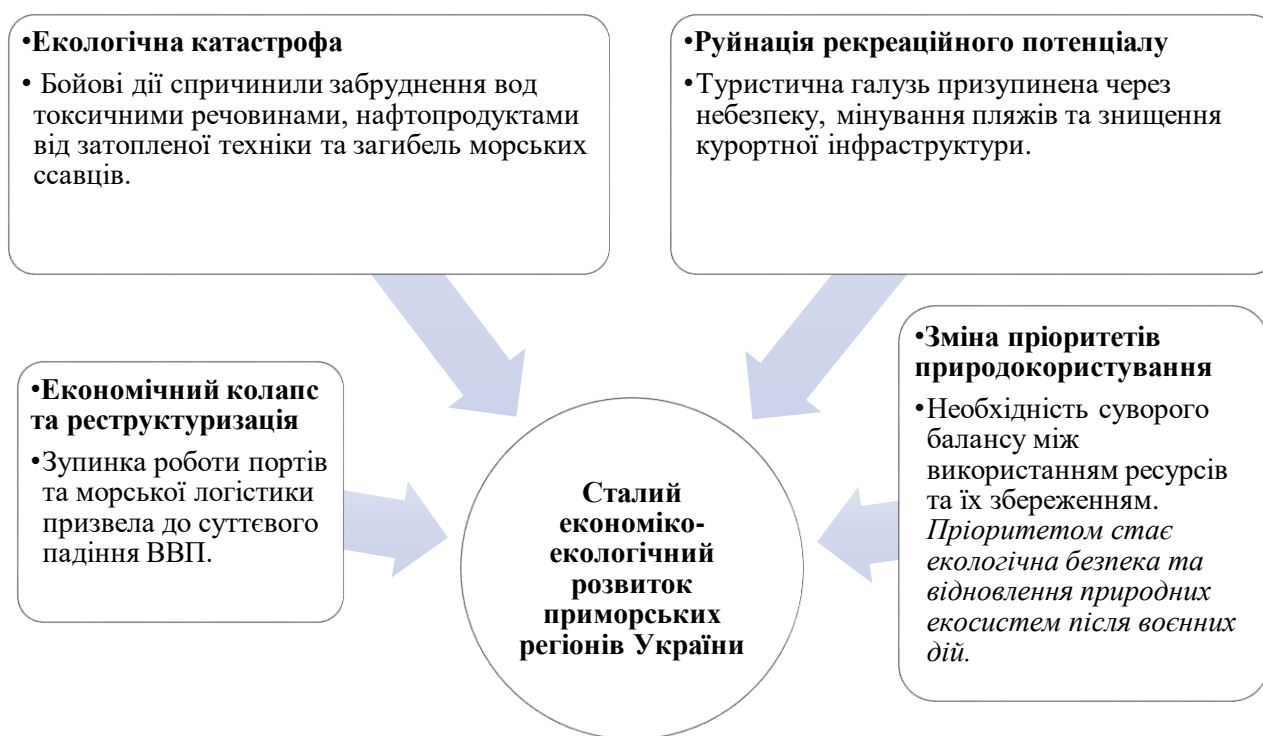 •Екологічна катастрофа
• Бойові дії спричинили забруднення вод
токсичними речовинами, нафтопродуктами
від затопленої техніки та загибель морських
ссавців.
•Руйнація рекреаційного потенціалу
•Туристична галузь призупинена через
небезпеку, мінування пляжів та знищення
курортної інфраструктури.
•Економічний колапс
та реструктуризація
•Зупинка роботи портів
та морської логістики
призвела до суттєвого
падіння ВВП.
•Зміна пріоритетів
природокористування
•Необхідність суворого
балансу між
використанням ресурсів
та їх збереженням.
Пріоритетом стає
екологічна безпека та
відновлення природних
екосистем після воєнних
дій.
Сталий
економіко-
екологічний
розвиток
приморських
регіонів України